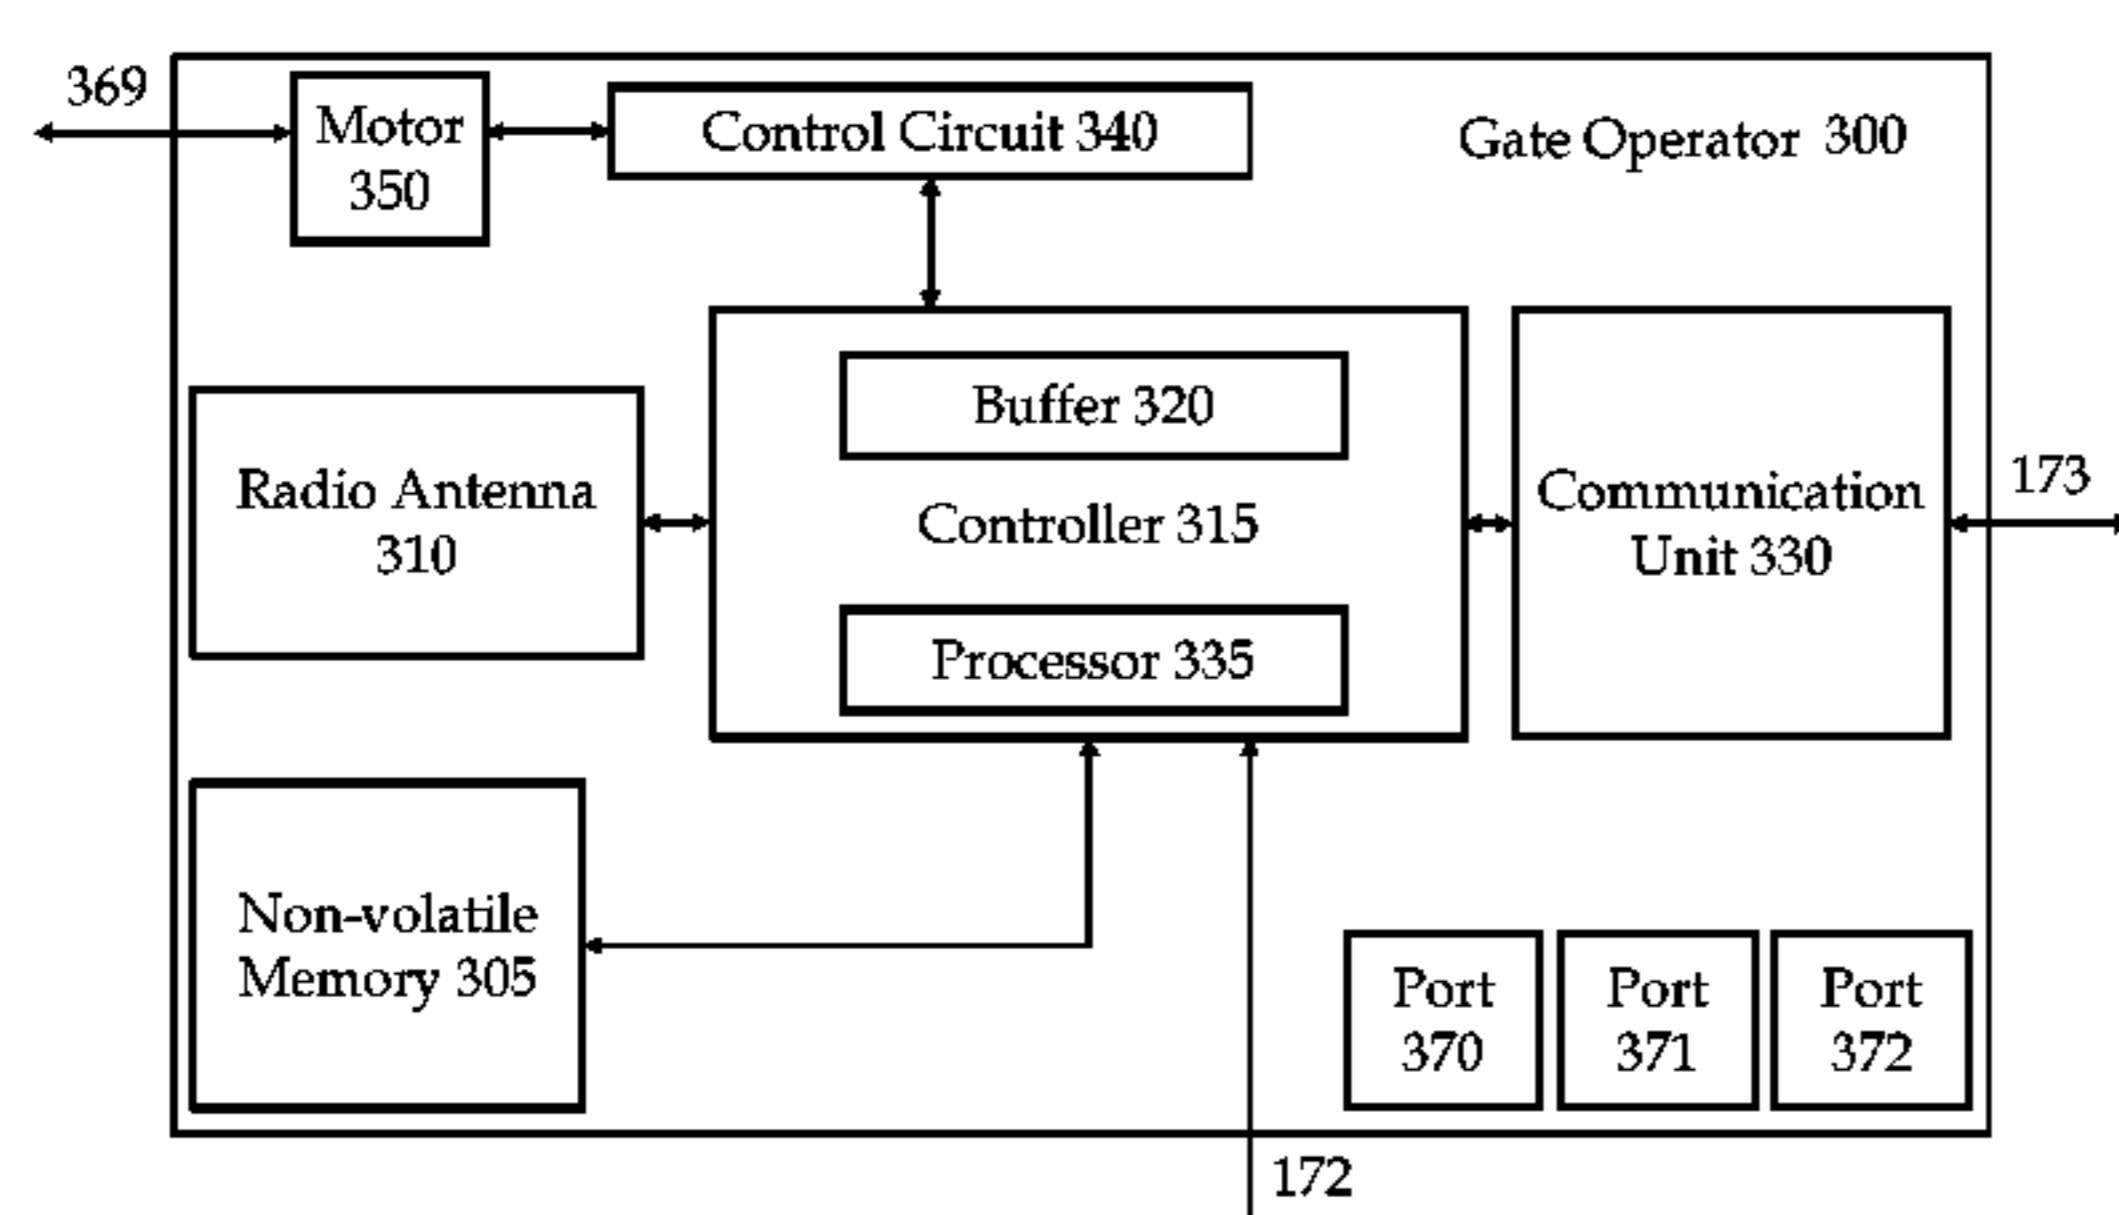 369
Motor
350
Control Circuit 340
Gate Operator 300
Buffer 320
Radio Antenna
310
Controller 315
Communication
Unit 330
173
Processor 335
Non-volatile
Memory 305
Port
370
Port
371
Port
372
172